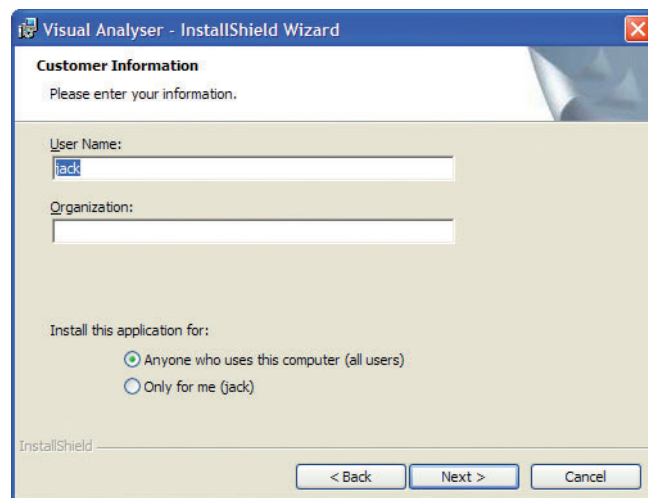 Visual Analyser - InstallShield Wizard
Customer Information
Please enter your information.
User Name:
jack
Organization:
Install this application for:
Anyone who uses this computer (all users)
Only for me (jack)
InstallShield
< Back Next > Cancel